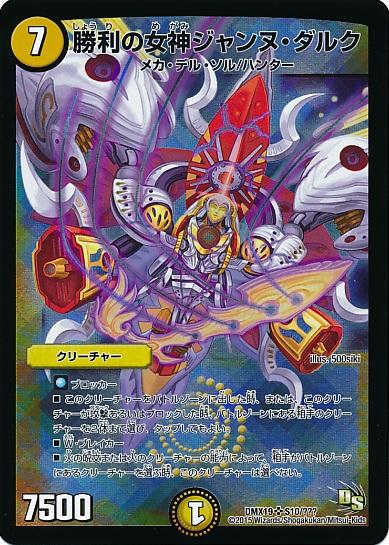 7
しょうり めがみ
勝利の女神ジャンヌ・ダルク
メカ・デル・ソル/ハンター
illus. 500siki
クリーチャー
ブロッカー
■このクリーチャーをバトルゾーンに出した時、または、このクリー
チャーが攻撃あるいはブロックした時、バトルゾーンにある相手のクリ
ーチャーを2体まで選び、タップしてもよい。
■W・ブレイカー
■火の呪文または火のクリーチャーの能力によって、相手がバトルゾ
ーンにあるクリーチャーを選ぶ時、このクリーチャーは選べない。
7500
1
DS
DMX19 S10/???
©2015 Wizards/Shogakukan/Mitsui-Kids